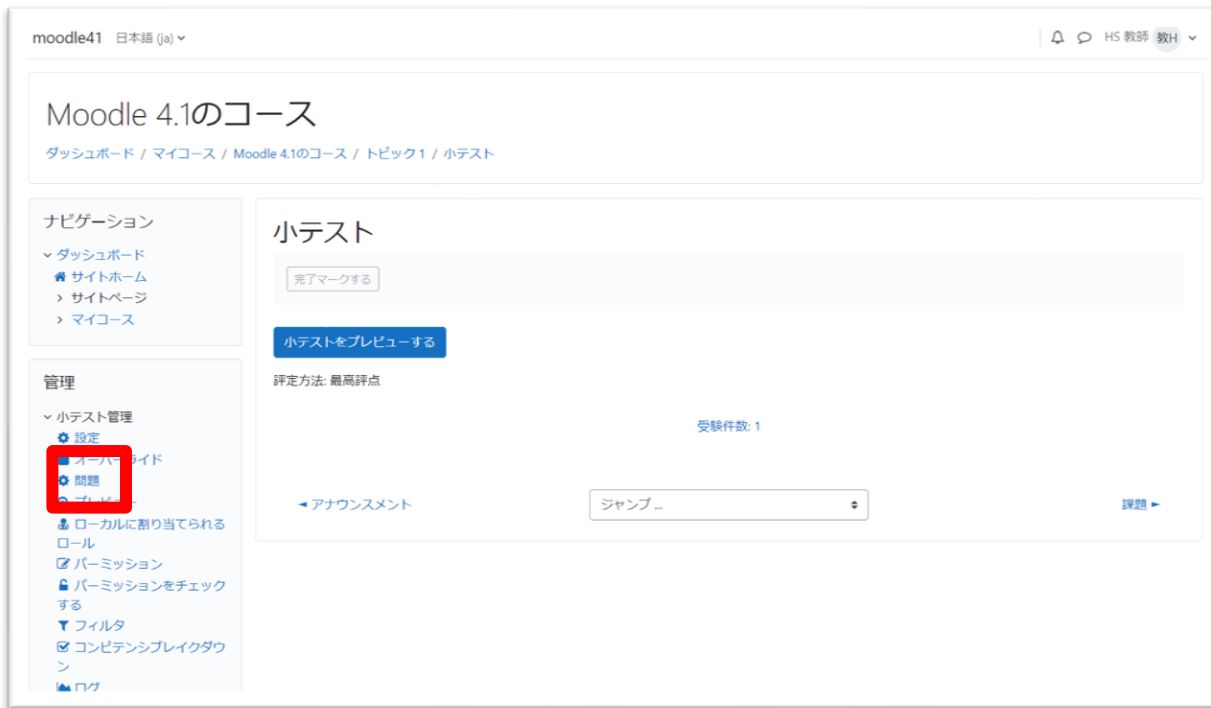 moodle41 日本語 (ja)
HS 教師 教H
Moodle 4.1のコース
ダッシュボード / マイコース / Moodle 4.1のコース / トピック 1 / 小テスト
ナビゲーション
ダッシュボード
サイトホーム
サイトページ
マイコース
管理
小テスト管理
設定
オーバーライド
問題
プレビュー
ローカルに割り当てられる
ロール
パーミッション
パーミッションをチェック
する
フィルタ
コンピテンシブレイクダウ
ン
ログ
小テスト
完了マークする
小テストをプレビューする
評定方法: 最高評点
受験件数: 1
◄ アナウンスメント
ジャンプ ...
課題 ►